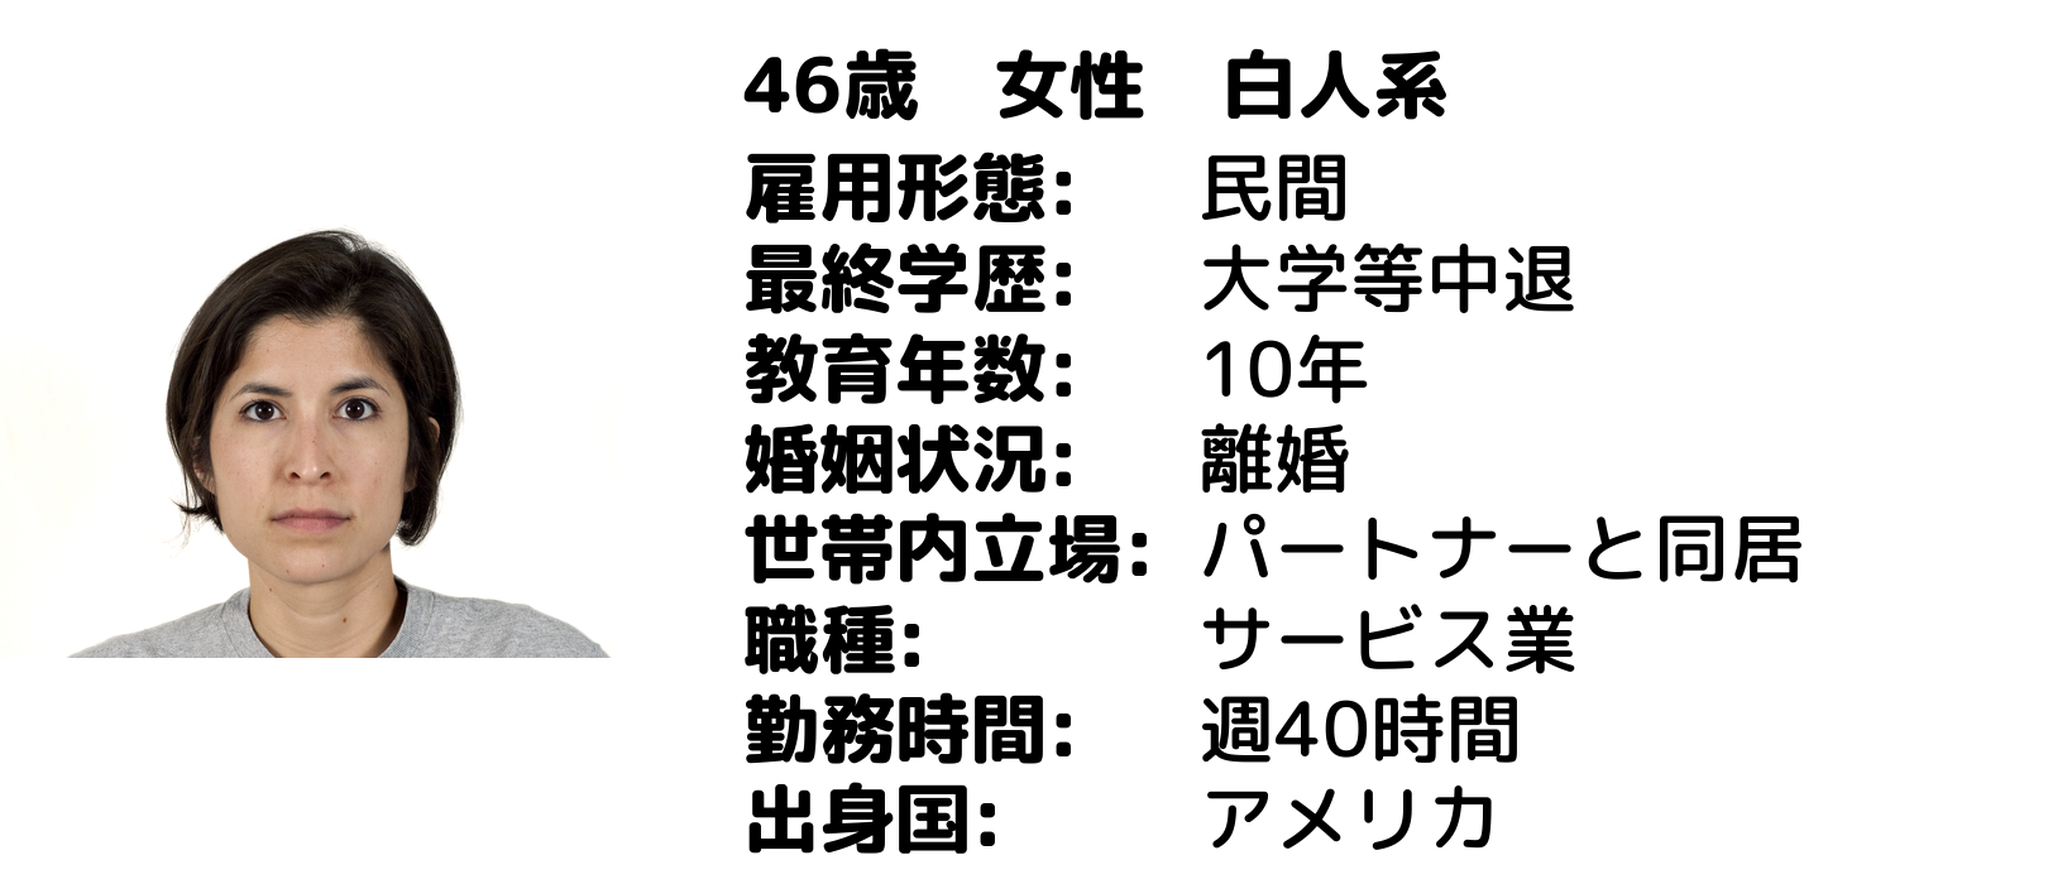 46歳　女性　白人系
雇用形態: 民間
最終学歴: 大学等中退
教育年数: 10年
婚姻状況: 離婚
世帯内立場: パートナーと同居
職種: サービス業
勤務時間: 週40時間
出身国: アメリカ